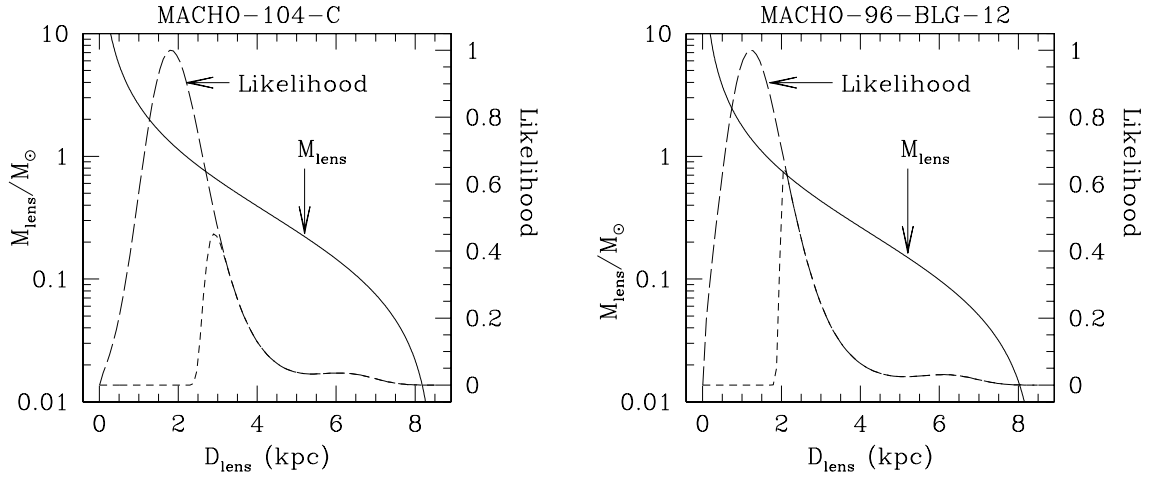 MACHO-104-C
10
1
0.1
0.01
M_lens/M_⊙
Likelihood
M_lens
1
0.8
0.6
0.4
0.2
0
Likelihood
0 2 4 6 8
D_lens (kpc)
MACHO-96-BLG-12
10
1
0.1
0.01
M_lens/M_⊙
Likelihood
M_lens
1
0.8
0.6
0.4
0.2
0
Likelihood
0 2 4 6 8
D_lens (kpc)